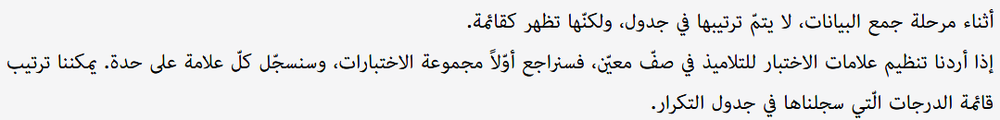 أثناء مرحلة جمع البيانات، لا يتمّ ترتيبها في جدول، ولكنّها تظهر كقائمة.
إذا أردنا تنظيم علامات الاختبار للتلاميذ في صفّ معيّن، فسنراجع أوّلاً مجموعة الاختبارات، وسنسجّل كلّ علامة على حدة. يمكننا ترتيب
قائمة الدرجات الّتي سجلناها في جدول التكرار.